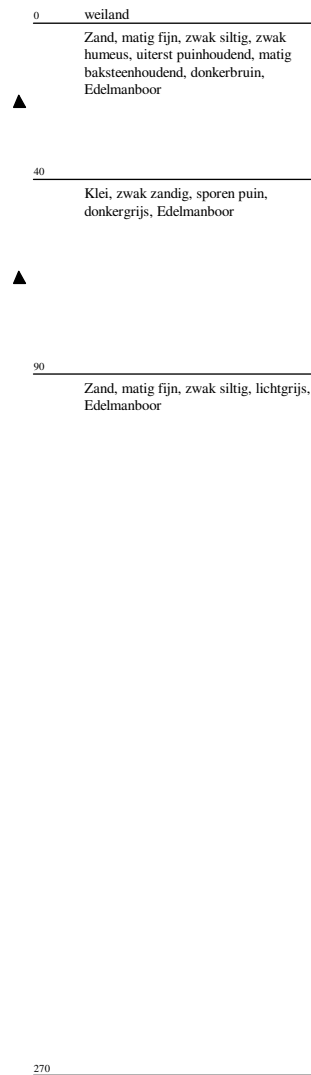 0 weiland
Zand, matig fijn, zwak siltig, zwak
humeus, uiterst puinhoudend, matig
baksteenhoudend, donkerbruin,
Edelmanboor
40
Klei, zwak zandig, sporen puin,
donkergrijs, Edelmanboor
90
Zand, matig fijn, zwak siltig, lichtgrijs,
Edelmanboor
270